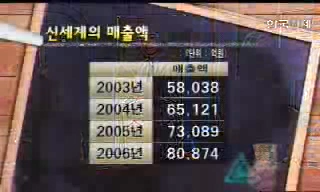 신세계의 매출액
(단위 : 억원)
매출액
2003년 58,038
2004년 65,121
2005년 73,089
2006년 80,874